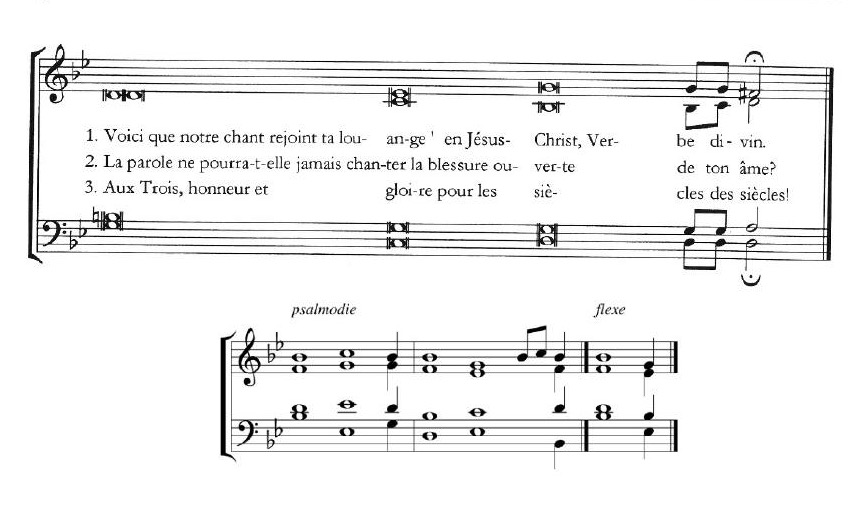 1. Voici que notre chant rejoint ta lou- an-ge ' en Jésus- Christ, Ver- be di - vin.
2. La parole ne pourra-t-elle jamais chan-ter la blessure ou- ver-te de ton âme?
3. Aux Trois, honneur et gloi-re pour les siè- cles des siècles!
psalmodie flexe